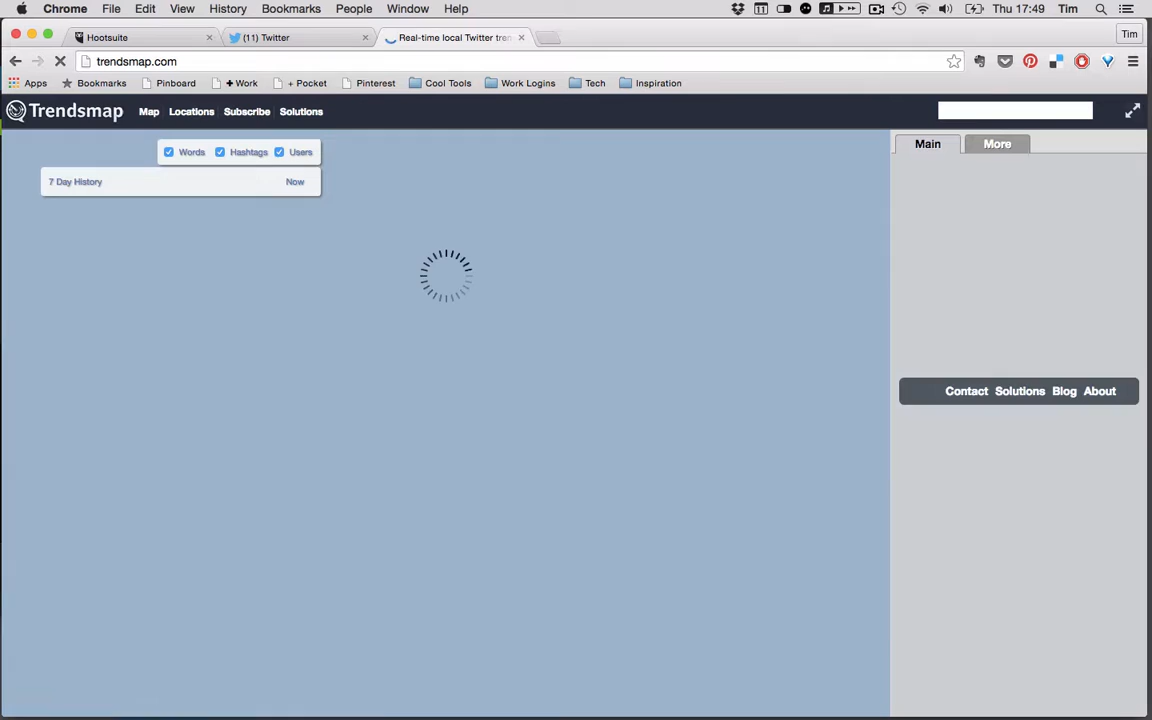 Chrome File Edit View History Bookmarks People Window Help 11 Thu 17:49 Tim
Hootsuite (11) Twitter Real-time local Twitter tren Tim
trendsmap.com
Apps Bookmarks Pinboard + Work + Pocket Pinterest Cool Tools Work Logins Tech Inspiration
Trendsmap Map Locations Subscribe Solutions
Words Hashtags Users Main More
7 Day History Now
Contact Solutions Blog About